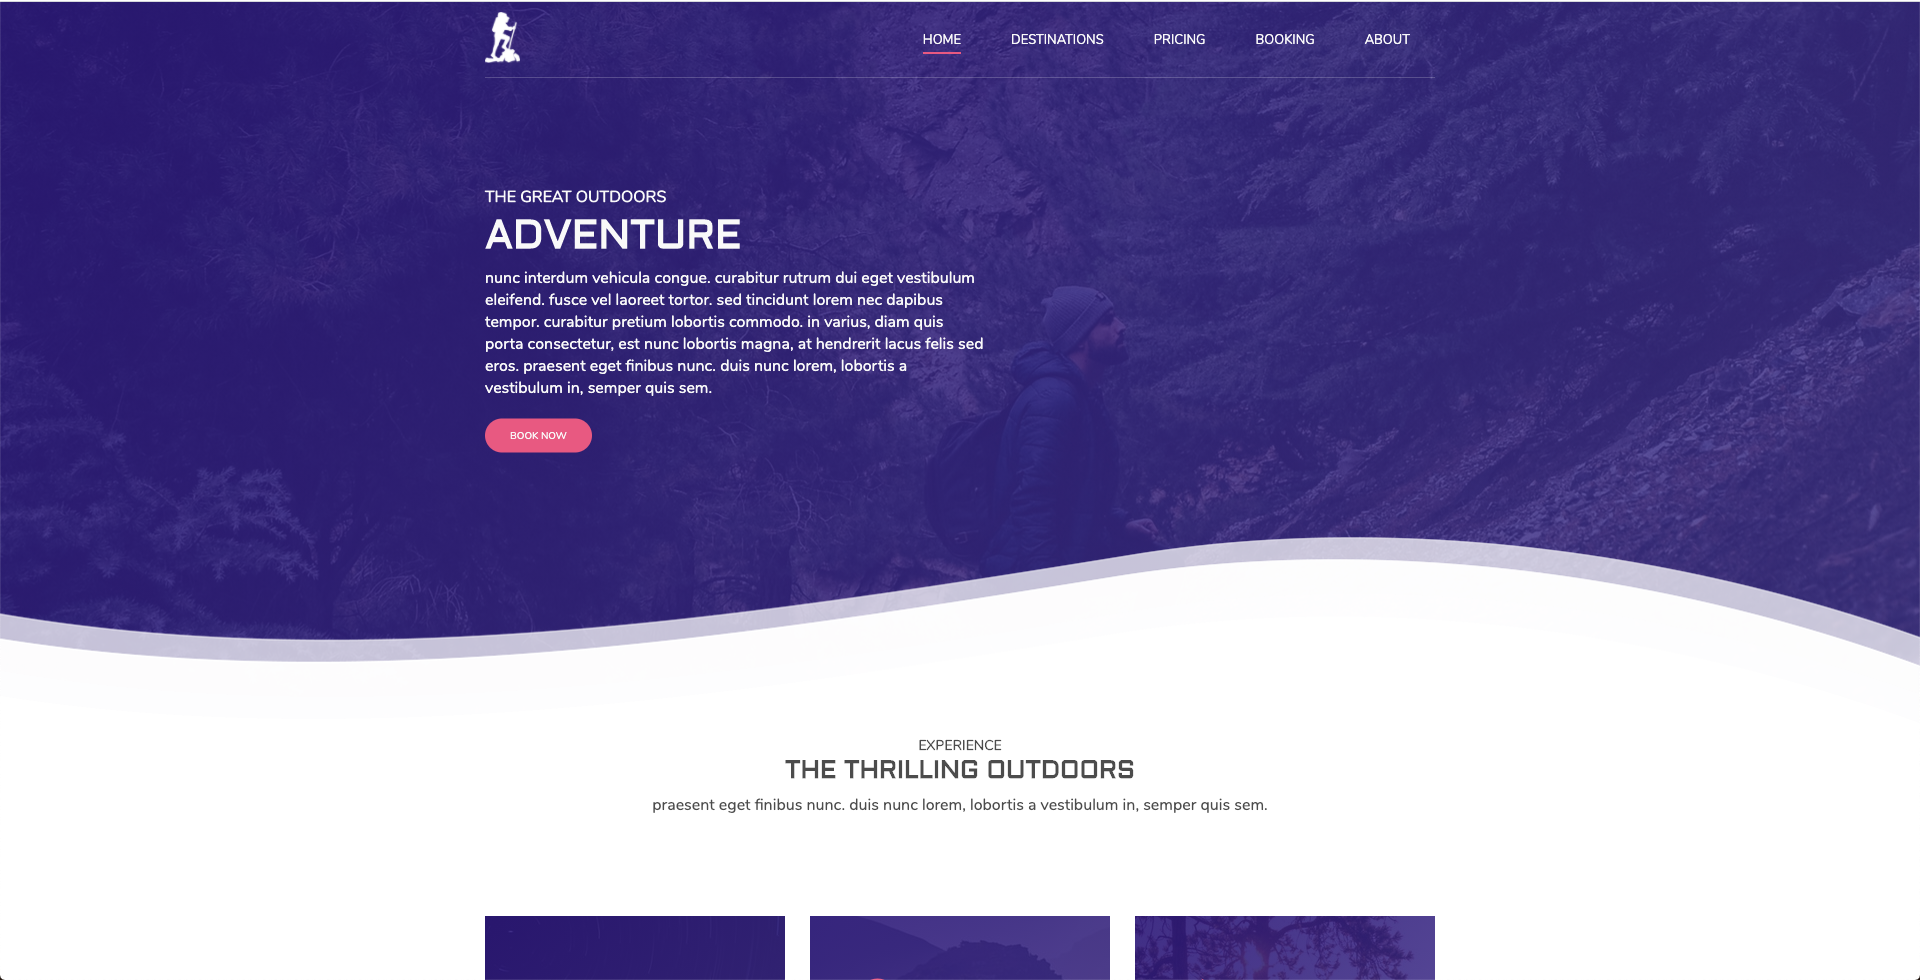 HOME DESTINATIONS PRICING BOOKING ABOUT
THE GREAT OUTDOORS
ADVENTURE
nunc interdum vehicula congue. curabitur rutrum dui eget vestibulum
eleifend. fusce vel laoreet tortor. sed tincidunt lorem nec dapibus
tempor. curabitur pretium lobortis commodo. in varius, diam quis
porta consectetur, est nunc lobortis magna, at hendrerit lacus felis sed
eros. praesent eget finibus nunc. duis nunc lorem, lobortis a
vestibulum in, semper quis sem.
BOOK NOW
EXPERIENCE
THE THRILLING OUTDOORS
praesent eget finibus nunc. duis nunc lorem, lobortis a vestibulum in, semper quis sem.